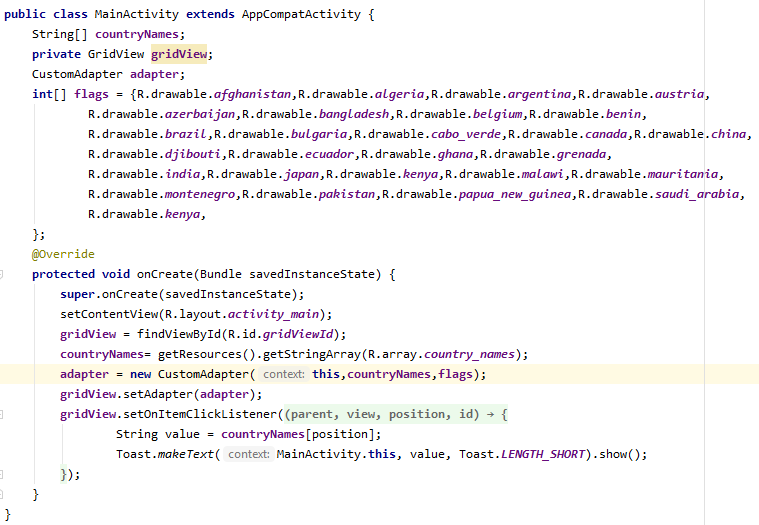 public class MainActivity extends AppCompatActivity {
String[] countryNames;
private GridView gridView;
CustomAdapter adapter;
int[] flags = {R.drawable.afghanistan,R.drawable.algeria,R.drawable.argentina,R.drawable.austria,
R.drawable.azerbaijan,R.drawable.bangladesh,R.drawable.belgium,R.drawable.benin,
R.drawable.brazil,R.drawable.bulgaria,R.drawable.cabo_verde,R.drawable.canada,R.drawable.china,
R.drawable.djibouti,R.drawable.ecuador,R.drawable.ghana,R.drawable.grenada,
R.drawable.india,R.drawable.japan,R.drawable.kenya,R.drawable.malawi,R.drawable.mauritania,
R.drawable.montenegro,R.drawable.pakistan,R.drawable.papua_new_guinea,R.drawable.saudi_arabia,
R.drawable.kenya,
};
@Override
protected void onCreate(Bundle savedInstanceState) {
super.onCreate(savedInstanceState);
setContentView(R.layout.activity_main);
gridView = findViewById(R.id.gridViewId);
countryNames= getResources().getStringArray(R.array.country_names);
adapter = new CustomAdapter( context: this,countryNames,flags);
gridView.setAdapter(adapter);
gridView.setOnItemClickListener((parent, view, position, id) → {
String value = countryNames[position];
Toast.makeText( context: MainActivity.this, value, Toast.LENGTH_SHORT).show();
});
}
}